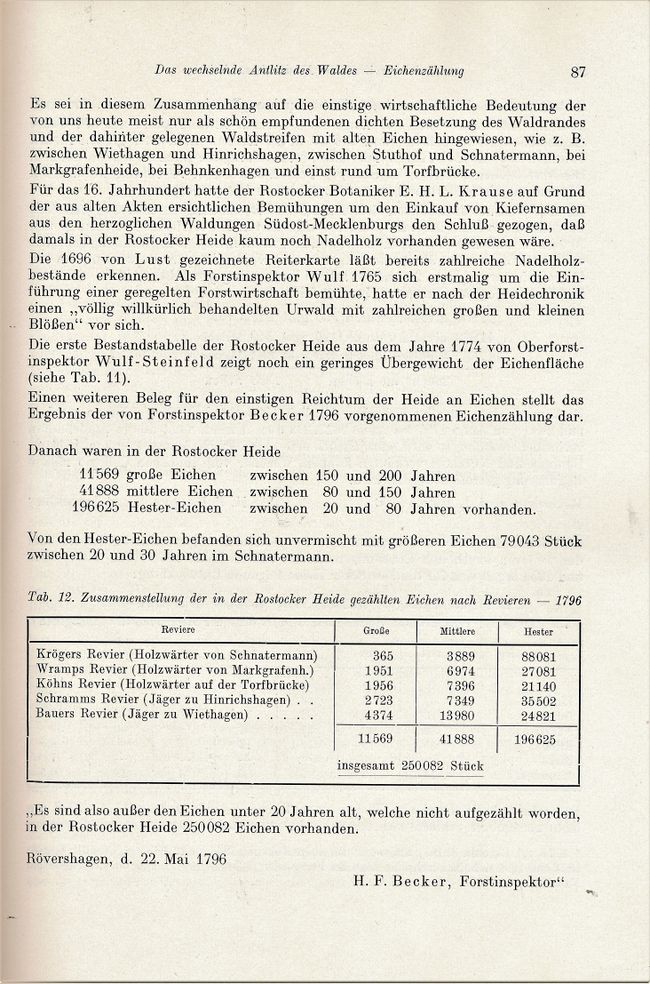 Das wechselnde Antlitz des Waldes — Eichenzählung 87
Es sei in diesem Zusammenhang auf die einstige wirtschaftliche Bedeutung der
von uns heute meist nur als schön empfundenen dichten Besetzung des Waldrandes
und der dahinter gelegenen Waldstreifen mit alten Eichen hingewiesen, wie z. B.
zwischen Wiethagen und Hinrichshagen, zwischen Stuthof und Schnatermann, bei
Markgrafenheide, bei Behnkenhagen und einst rund um Torfbrücke.
Für das 16. Jahrhundert hatte der Rostocker Botaniker E. H. L. Krause auf Grund
der aus alten Akten ersichtlichen Bemühungen um den Einkauf von Kiefernsamen
aus den herzoglichen Waldungen Südost-Mecklenburgs den Schluß gezogen, daß
damals in der Rostocker Heide kaum noch Nadelholz vorhanden gewesen wäre.
Die 1696 von Lust gezeichnete Reiterkarte läßt bereits zahlreiche Nadelholz-
bestände erkennen. Als Forstinspektor Wulf 1765 sich erstmalig um die Ein-
führung einer geregelten Forstwirtschaft bemühte, hatte er nach der Heidechronik
einen „völlig willkürlich behandelten Urwald mit zahlreichen großen und kleinen
Blößen“ vor sich.
Die erste Bestandstabelle der Rostocker Heide aus dem Jahre 1774 von Oberforst-
inspektor Wulf-Steinfeld zeigt noch ein geringes Übergewicht der Eichenfläche
(siehe Tab. 11).
Einen weiteren Beleg für den einstigen Reichtum der Heide an Eichen stellt das
Ergebnis der von Forstinspektor Becker 1796 vorgenommenen Eichenzählung dar.
Danach waren in der Rostocker Heide
11569 große Eichen zwischen 150 und 200 Jahren
41888 mittlere Eichen zwischen 80 und 150 Jahren
196625 Hester-Eichen zwischen 20 und 80 Jahren vorhanden.
Von den Hester-Eichen befanden sich unvermischt mit größeren Eichen 79043 Stück
zwischen 20 und 30 Jahren im Schnatermann.
Tab. 12. Zusammenstellung der in der Rostocker Heide gezählten Eichen nach Revieren — 1796
Reviere Große Mittlere Hester
Krögers Revier (Holzwärter von Schnatermann) 365 3889 88081
Wramps Revier (Holzwärter von Markgrafenh.) 1951 6974 27081
Köhns Revier (Holzwärter auf der Torfbrücke) 1956 7396 21140
Schramms Revier (Jäger zu Hinrichshagen) . . 2723 7349 35502
Bauers Revier (Jäger zu Wiethagen) . . . . . 4374 13980 24821
11569 41888 196625
insgesamt 250082 Stück
„Es sind also außer den Eichen unter 20 Jahren alt, welche nicht aufgezählt worden,
in der Rostocker Heide 250082 Eichen vorhanden.
Rövershagen, d. 22. Mai 1796
H. F. Becker, Forstinspektor“